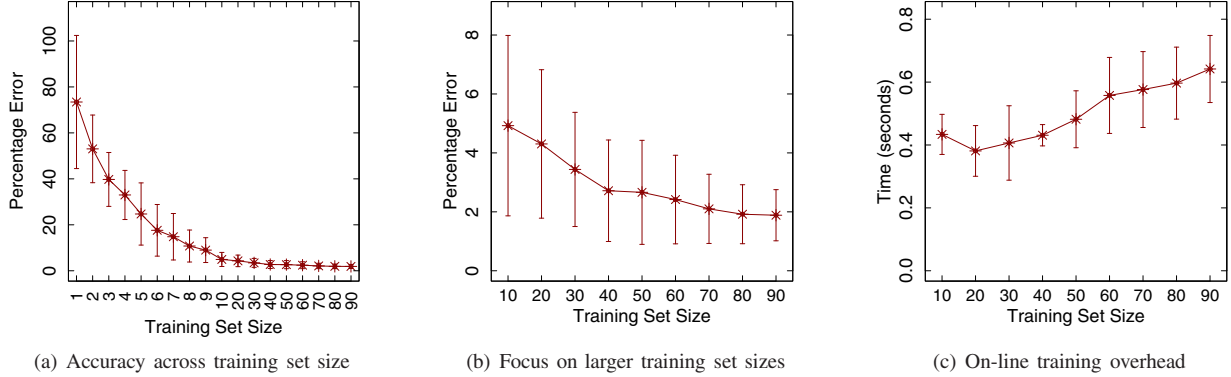 0 20 40 60 80 100
Percentage Error
1 2 3 4 5 6 7 8 9 10 20 30 40 50 60 70 80 90
Training Set Size
(a) Accuracy across training set size
0 2 4 6 8
Percentage Error
10 20 30 40 50 60 70 80 90
Training Set Size
(b) Focus on larger training set sizes
0.0 0.2 0.4 0.6 0.8
Time (seconds)
10 20 30 40 50 60 70 80 90
Training Set Size
(c) On-line training overhead